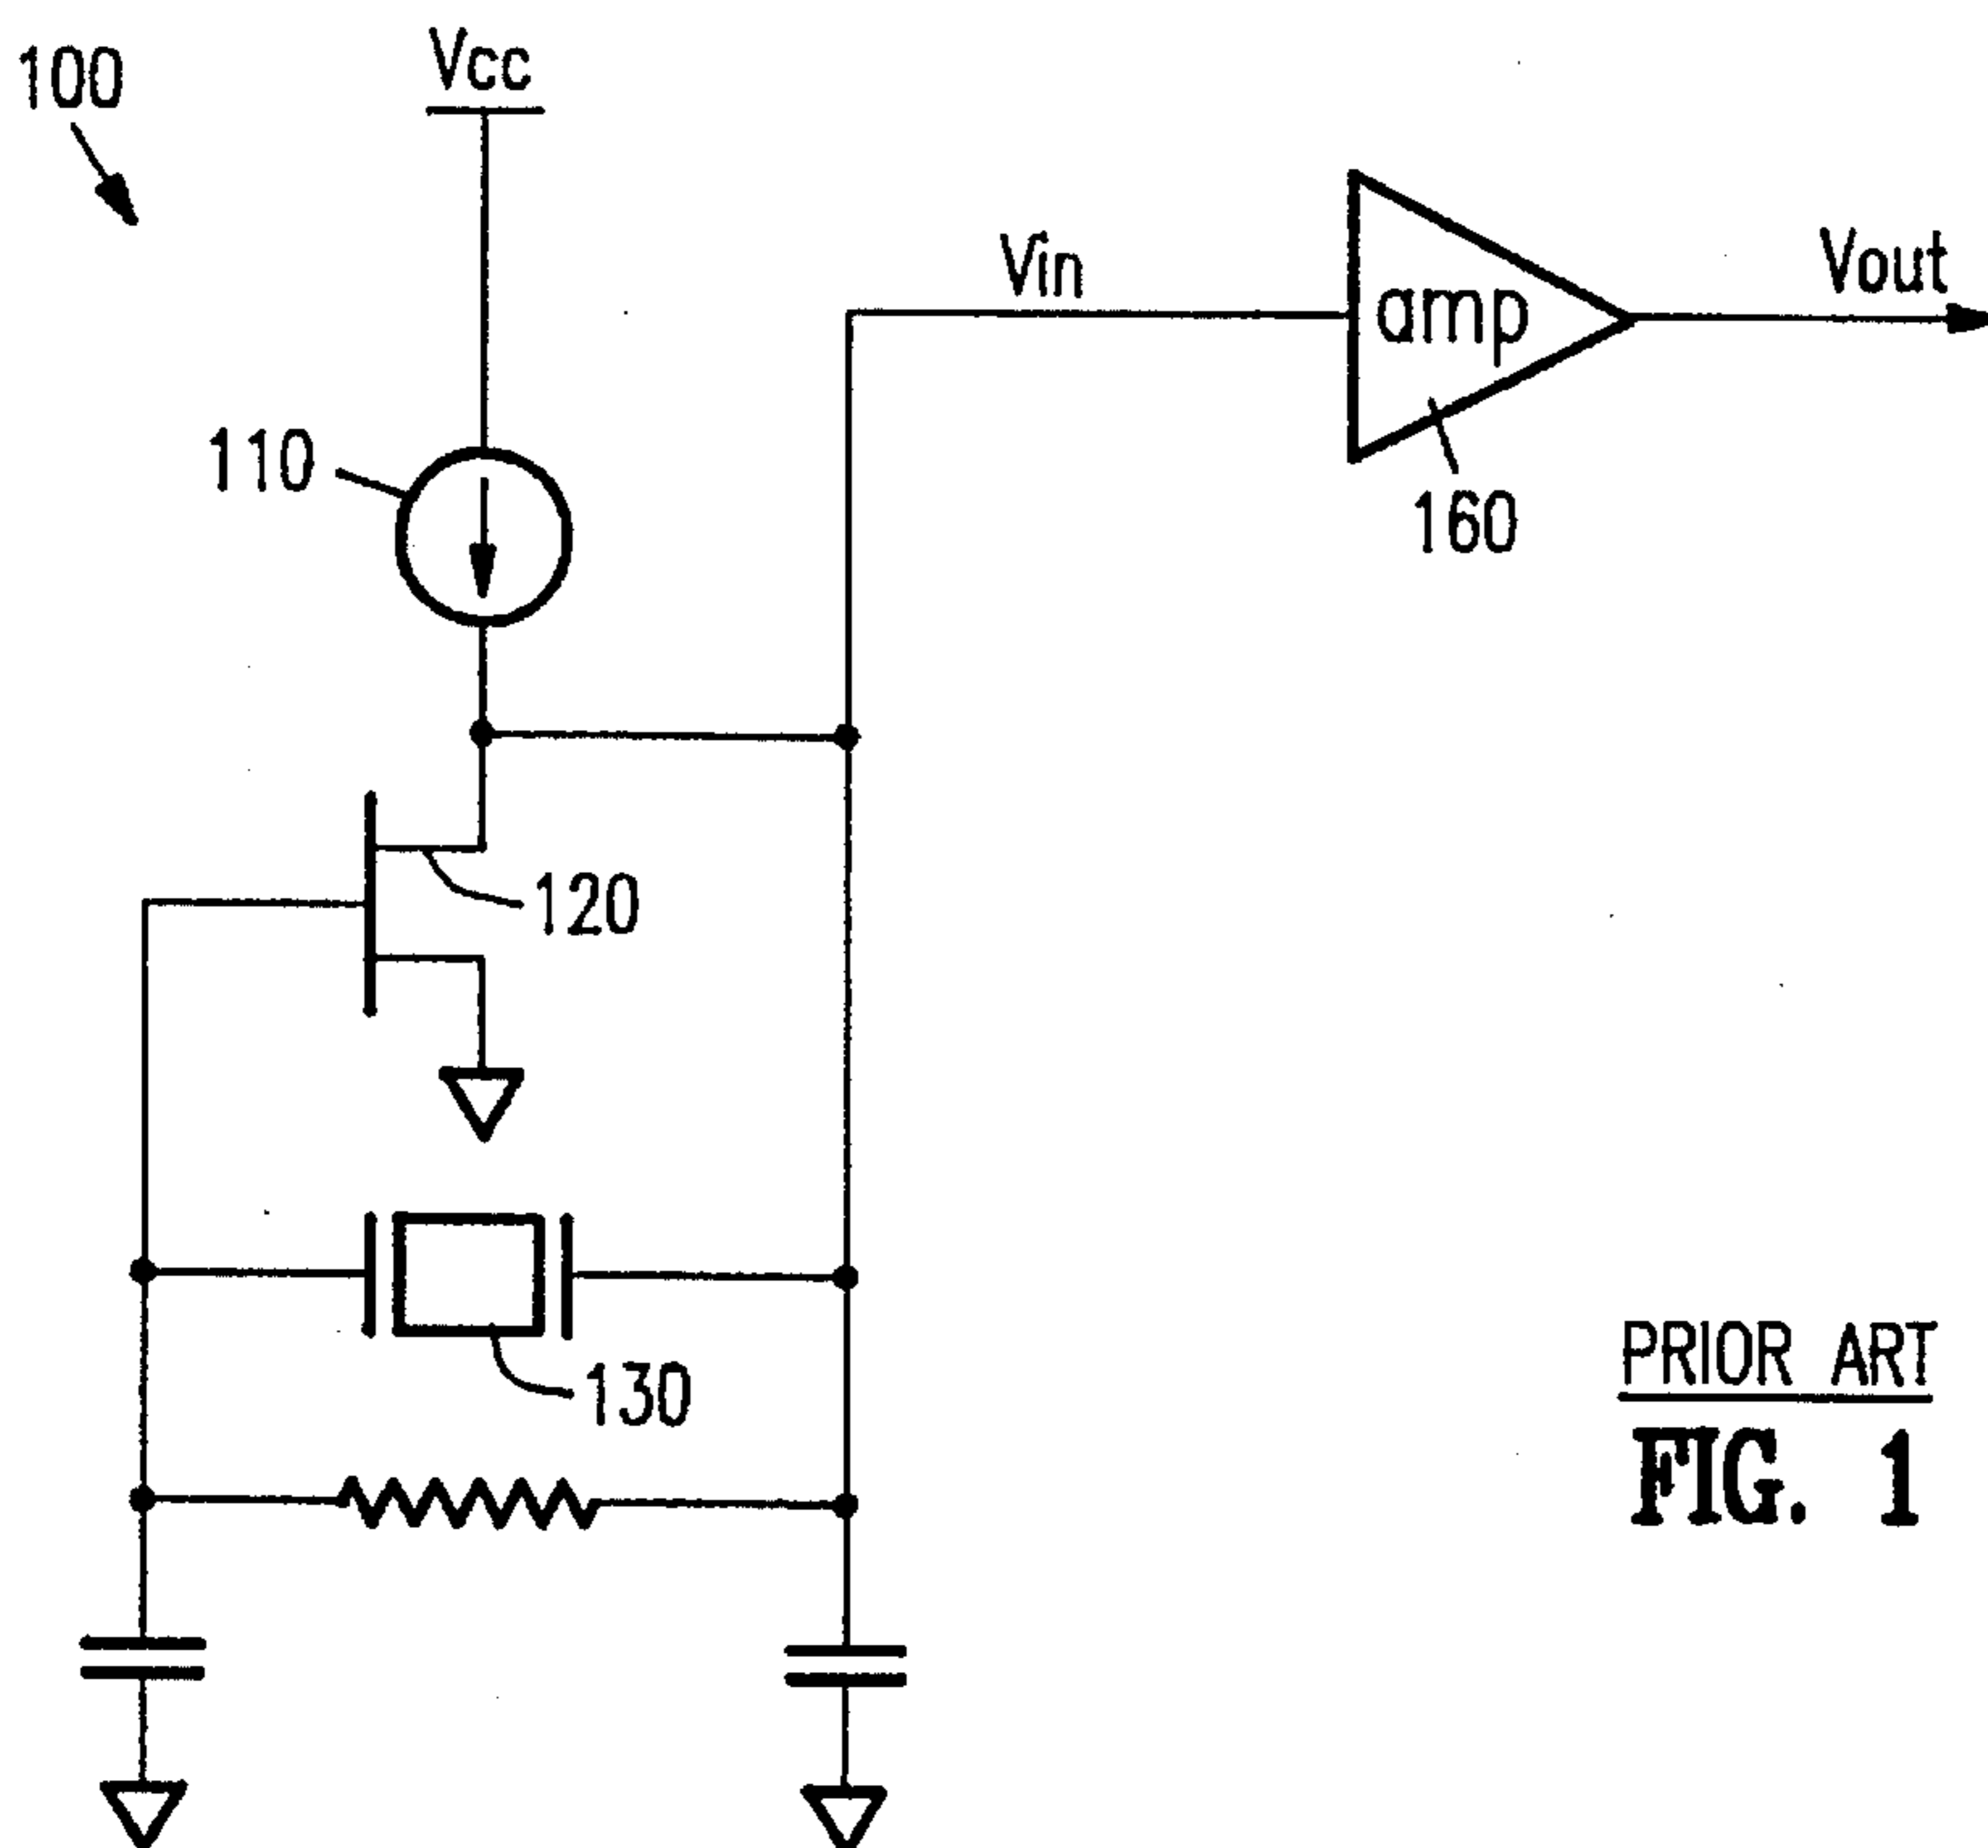 100
Vcc
Vin
amp
Vout
110
160
120
130
PRIOR ART
FIG. 1